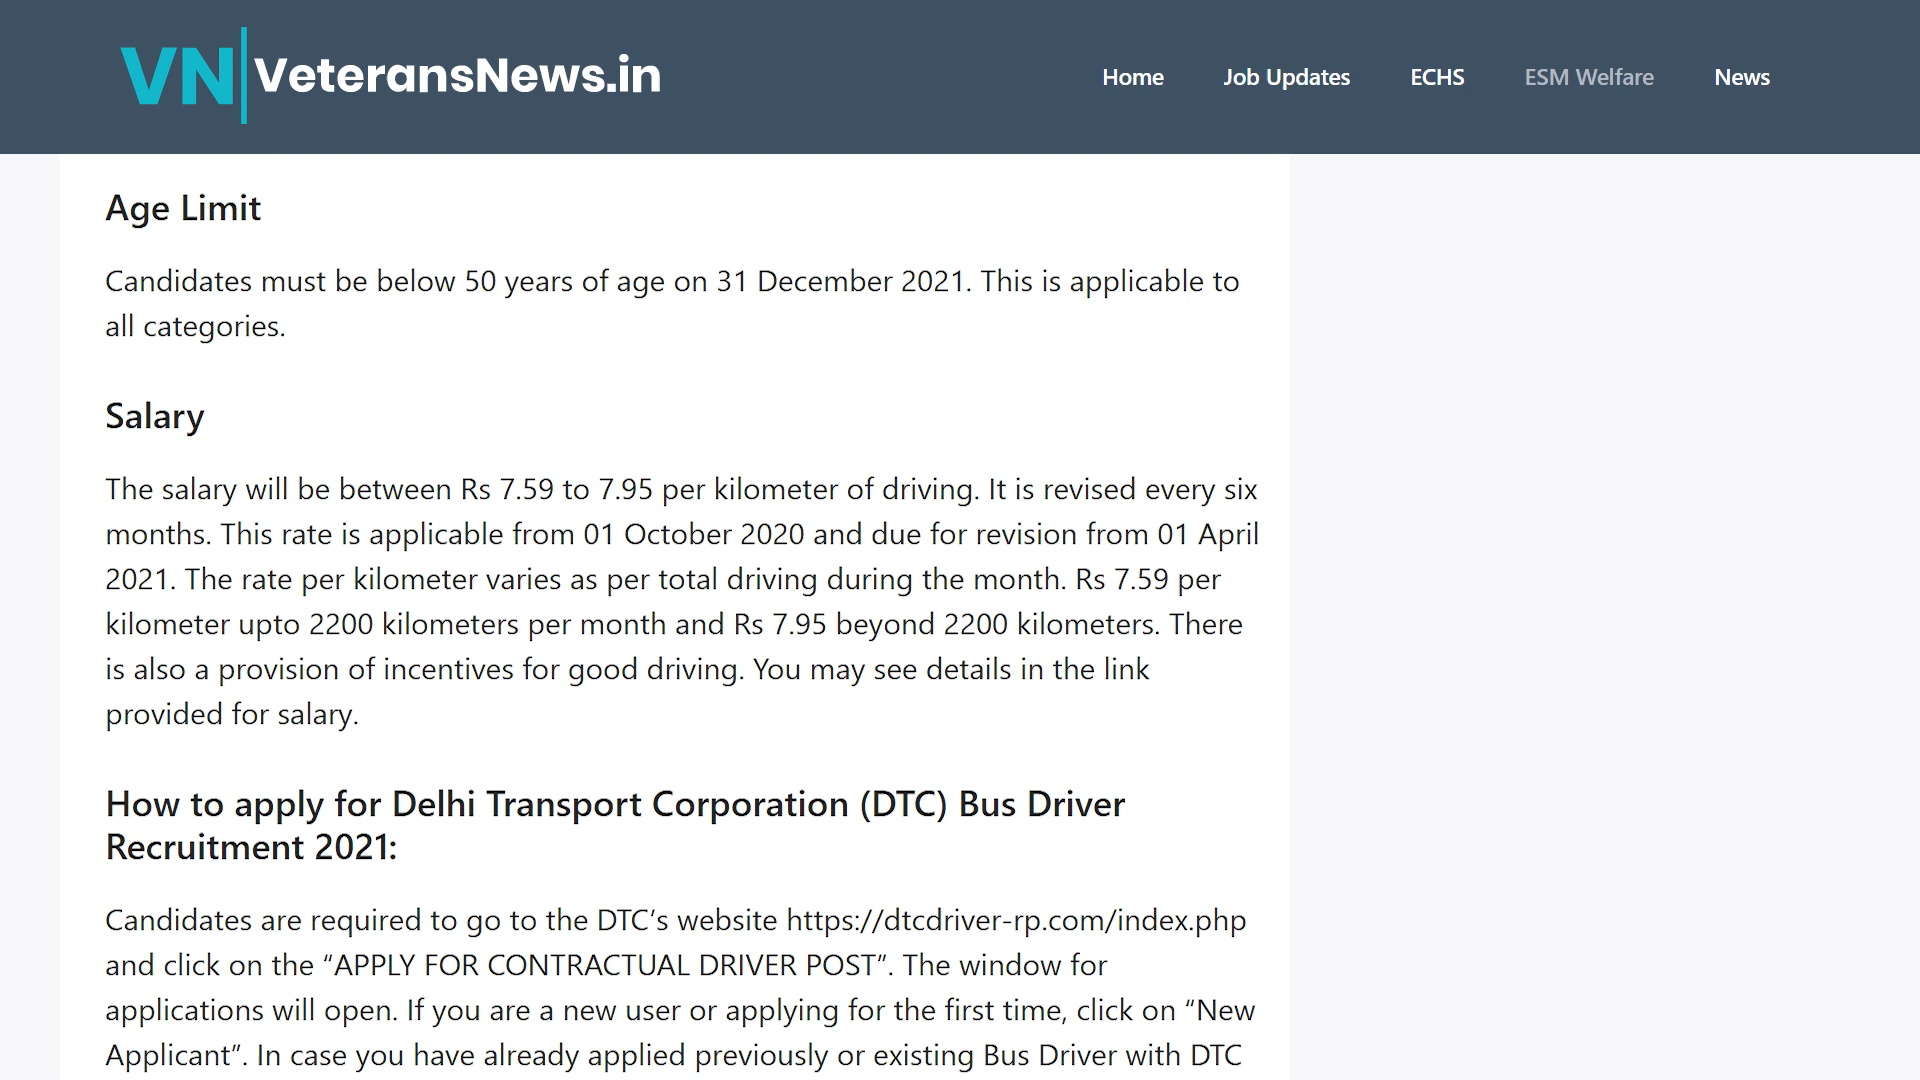 VN VeteransNews.in
Home Job Updates ECHS ESM Welfare News
Age Limit
Candidates must be below 50 years of age on 31 December 2021. This is applicable to
all categories.
Salary
The salary will be between Rs 7.59 to 7.95 per kilometer of driving. It is revised every six
months. This rate is applicable from 01 October 2020 and due for revision from 01 April
2021. The rate per kilometer varies as per total driving during the month. Rs 7.59 per
kilometer upto 2200 kilometers per month and Rs 7.95 beyond 2200 kilometers. There
is also a provision of incentives for good driving. You may see details in the link
provided for salary.
How to apply for Delhi Transport Corporation (DTC) Bus Driver
Recruitment 2021:
Candidates are required to go to the DTC’s website https://dtcdriver-rp.com/index.php
and click on the “APPLY FOR CONTRACTUAL DRIVER POST”. The window for
applications will open. If you are a new user or applying for the first time, click on “New
Applicant”. In case you have already applied previously or existing Bus Driver with DTC